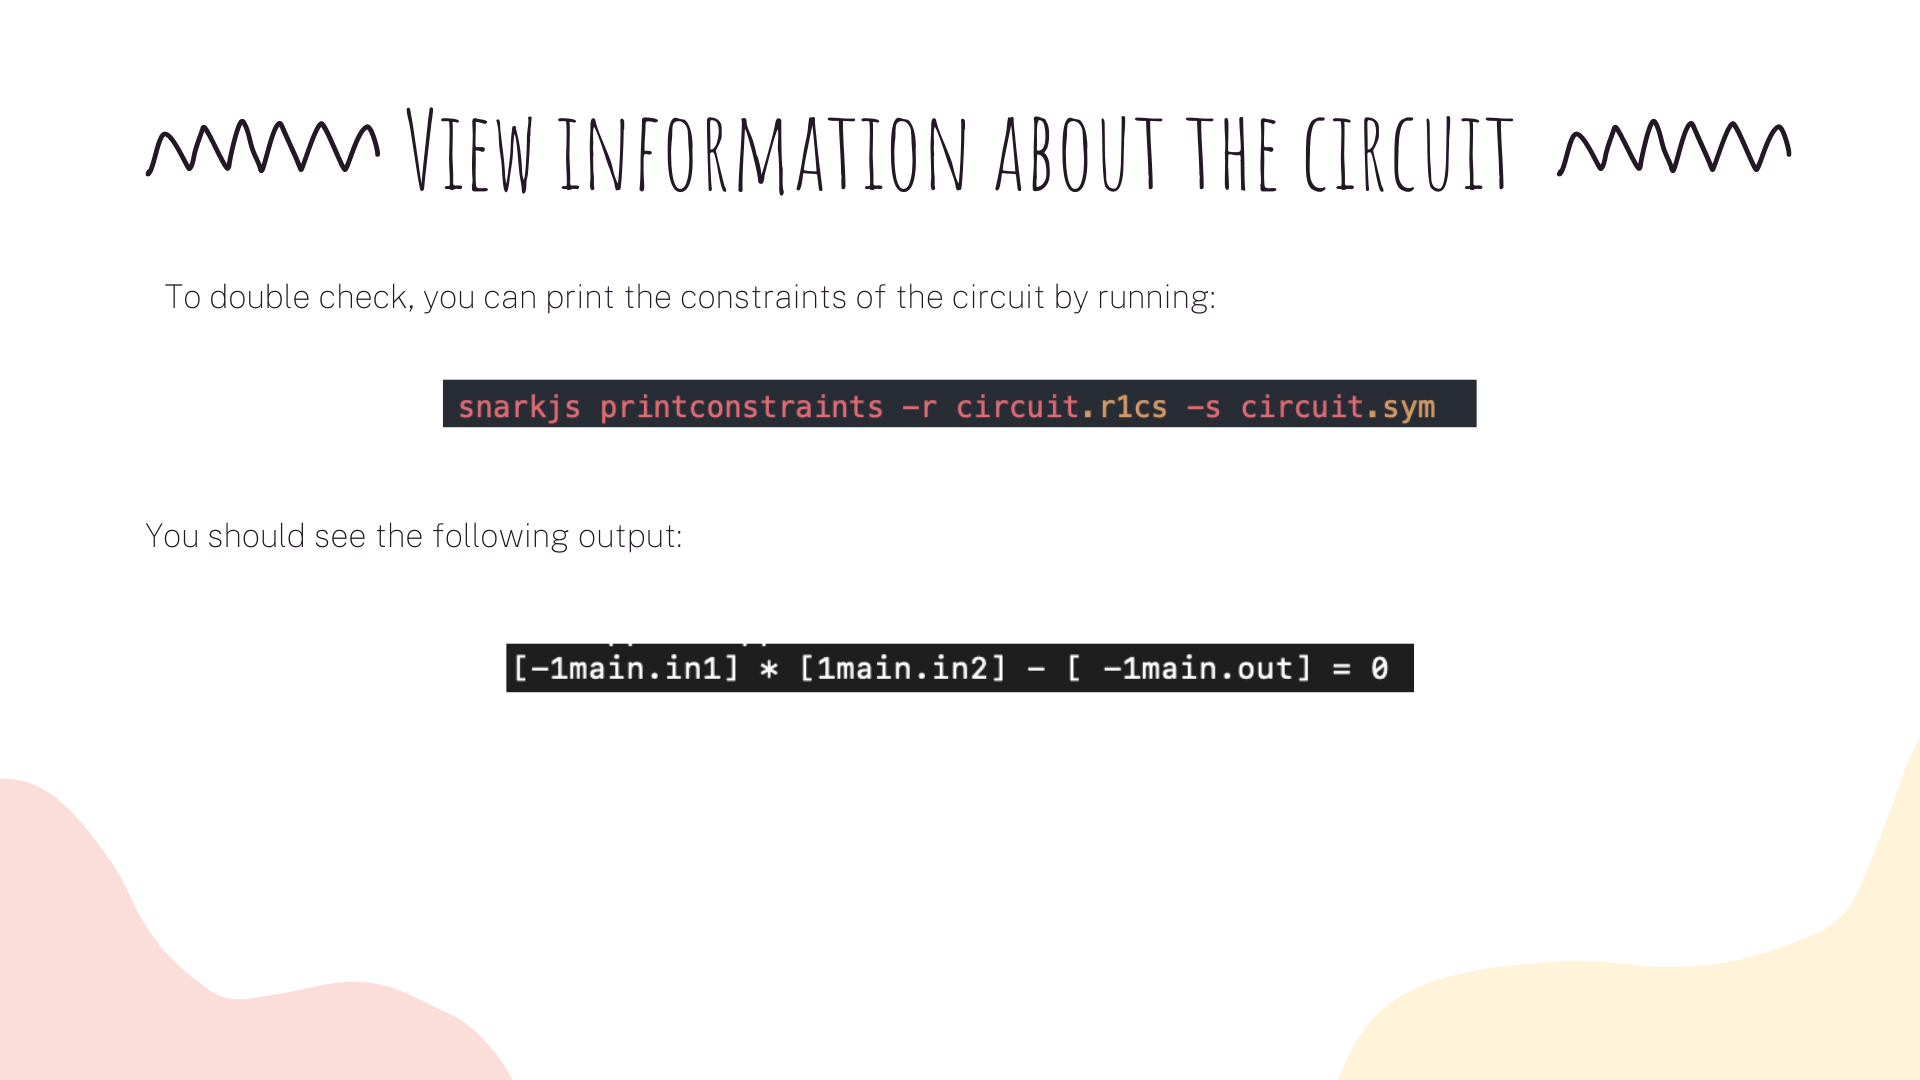 View information about the circuit
To double check, you can print the constraints of the circuit by running:
snarkjs printconstraints -r circuit.r1cs -s circuit.sym
You should see the following output:
[-1main.in1] * [1main.in2] - [ -1main.out] = 0